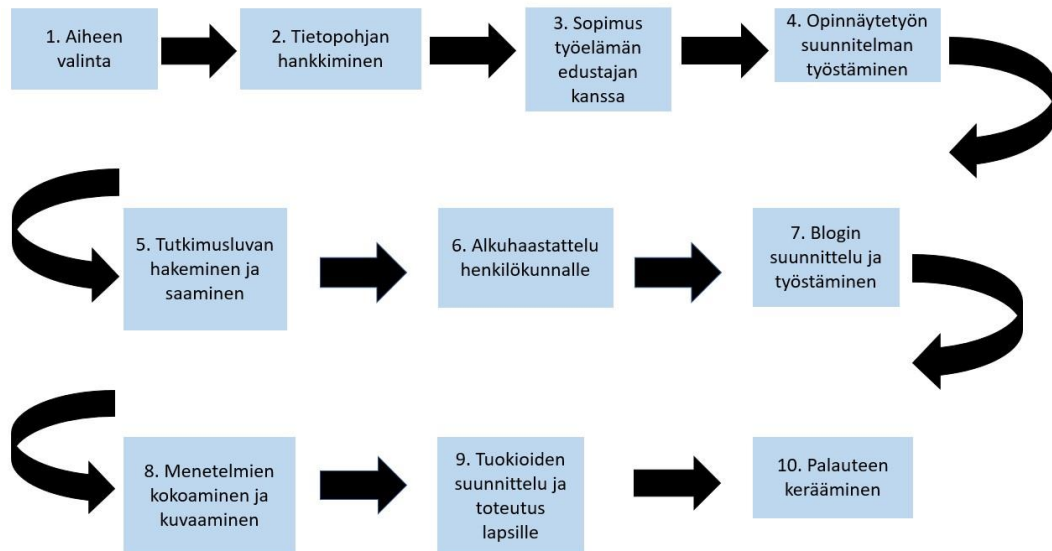 1. Aiheen
valinta
2. Tietopohjan
hankkiminen
3. Sopimus
työelämän
edustajan
kanssa
4. Opinnäytetyön
suunnitelman
työstäminen
5. Tutkimusluvan
hakeminen ja
saaminen
6. Alkuhaastattelu
henkilökunnalle
7. Blogin
suunnittelu ja
työstäminen
8. Menetelmien
kokoaminen ja
kuvaaminen
9. Tuokioiden
suunnittelu ja
toteutus
lapsille
10. Palauteen
kerääminen